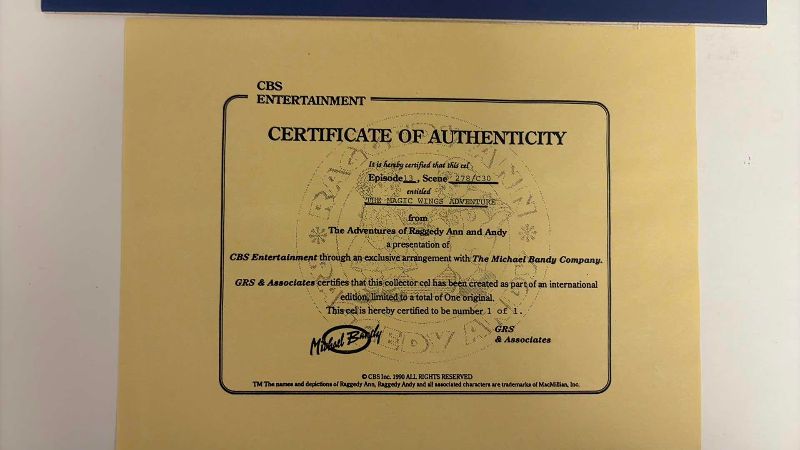 CBS
ENTERTAINMENT
CERTIFICATE OF AUTHENTICITY
It is hereby certified that this cel
Episode 13, Scene 278/C30
entitled
THE MAGIC WINGS ADVENTURE
from
The Adventures of Raggedy Ann and Andy
a presentation of
CBS Entertainment through an exclusive arrangement with The Michael Bandy Company.
GRS & Associates certifies that this collector cel has been created as part of an international
edition, limited to a total of One original.
This cel is hereby certified to be number 1 of 1.
Michael Bandy
GRS
& Associates
© CBS Inc. 1990 ALL RIGHTS RESERVED
TM The names and depictions of Raggedy Ann, Raggedy Andy and all associated characters are trademarks of MacMillian, Inc.